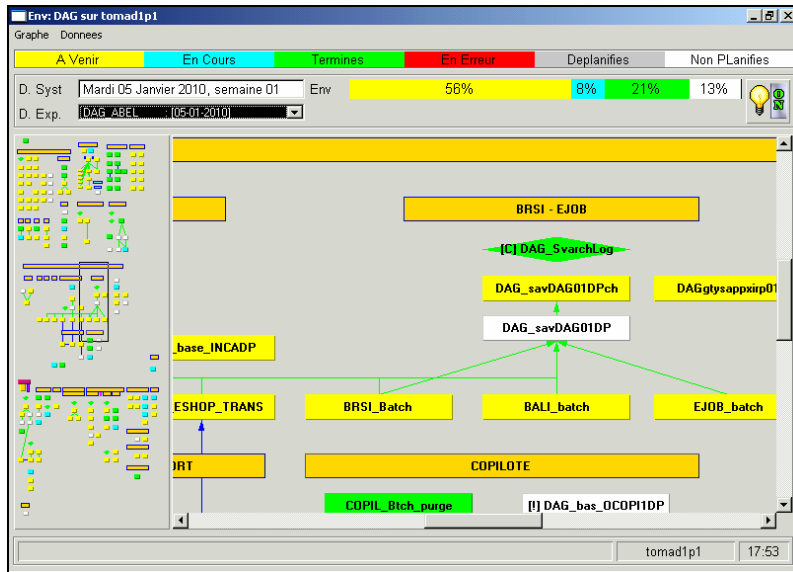 Env: DAG sur tomad1p1
Graphe Donnees
A Venir En Cours Termines En Erreur Deplanifies Non PLanifies
D. Syst Mardi 05 Janvier 2010, semaine 01 Env 56% 8% 21% 13%
D. Exp. DAG_ABEL : [05-01-2010]
ON
BRSI - EJOB
[C] DAG_SvarchLog
DAG_savDAG01DPch DAGgtysappxirp01
DAG_savDAG01DP
_base_INCADP
ESHOP_TRANS BRSI_Batch BALI_batch EJOB_batch
ORT COPILOTE
COPIL_Btch_purge [!] DAG_bas_OCOPI1DP
tomad1p1 17:53